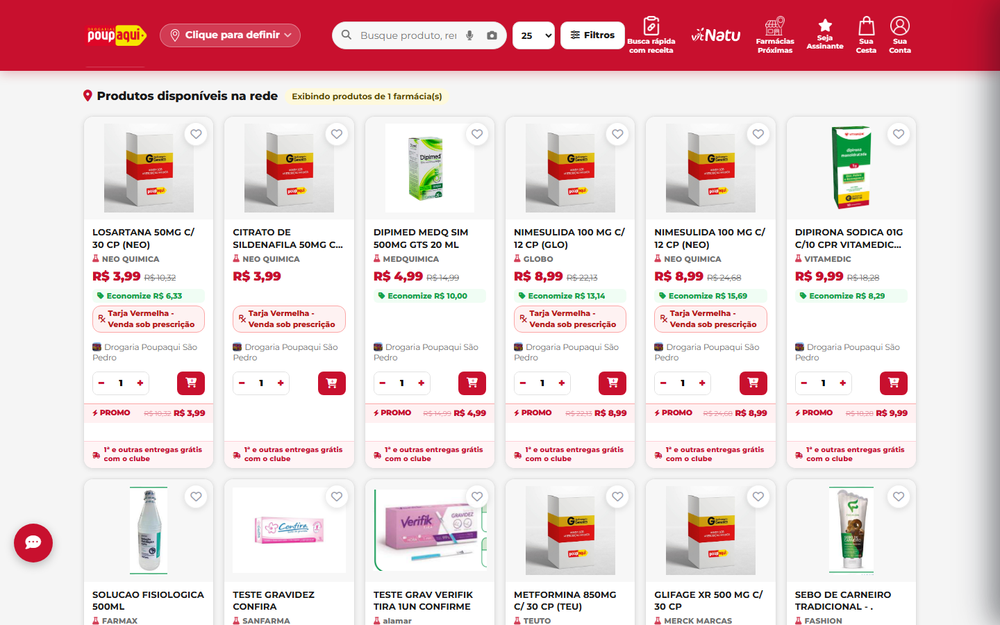 DROGARIAS
poupaqui
Clique para definir
Busque produto, rer
25
Filtros
Busca rápida
com receita
vitNatu
Farmácias
Próximas
Seja
Assinante
Sua
Cesta
Sua
Conta
Produtos disponíveis na rede
Exibindo produtos de 1 farmácia(s)
LOSARTANA 50MG C/
30 CP (NEO)
NEO QUIMICA
R$ 3,99 R$ 10,32
Economize R$ 6,33
Tarja Vermelha -
Venda sob prescrição
Drogaria Poupaqui São
Pedro
- 1 +
PROMO R$ 10,32 R$ 3,99
1ª e outras entregas grátis
com o clube
CITRATO DE
SILDENAFILA 50MG C...
NEO QUIMICA
R$ 3,99
Tarja Vermelha -
Venda sob prescrição
Drogaria Poupaqui São
Pedro
- 1 +
1ª e outras entregas grátis
com o clube
Dipimed
DIPIMED MEDQ SIM
500MG GTS 20 ML
MEDQUIMICA
R$ 4,99 R$ 14,99
Economize R$ 10,00
Drogaria Poupaqui São
Pedro
- 1 +
PROMO R$ 14,99 R$ 4,99
1ª e outras entregas grátis
com o clube
NIMESULIDA 100 MG C/
12 CP (GLO)
GLOBO
R$ 8,99 R$ 22,13
Economize R$ 13,14
Tarja Vermelha -
Venda sob prescrição
Drogaria Poupaqui São
Pedro
- 1 +
PROMO R$ 22,13 R$ 8,99
1ª e outras entregas grátis
com o clube
NIMESULIDA 100 MG C/
12 CP (NEO)
NEO QUIMICA
R$ 8,99 R$ 24,68
Economize R$ 15,69
Tarja Vermelha -
Venda sob prescrição
Drogaria Poupaqui São
Pedro
- 1 +
PROMO R$ 24,68 R$ 8,99
1ª e outras entregas grátis
com o clube
dipirona
monoidratada
DIPIRONA SODICA 01G
C/10 CPR VITAMEDIC...
VITAMEDIC
R$ 9,99 R$ 18,28
Economize R$ 8,29
Drogaria Poupaqui São
Pedro
- 1 +
PROMO R$ 18,28 R$ 9,99
1ª e outras entregas grátis
com o clube
SOLUCAO FISIOLOGICA
500ML
FARMAX
Confira
TESTE GRAVIDEZ
CONFIRA
SANFARMA
Verifik
GRAVIDEZ
TESTE GRAV VERIFIK
TIRA 1UN CONFIRME
alamar
METFORMINA 850MG
C/ 30 CP (TEU)
TEUTO
GLIFAGE XR 500 MG C/
30 CP
MERCK MARCAS
SEBO DE
CARNEIRO
SEBO DE CARNEIRO
TRADICIONAL - .
FASHION